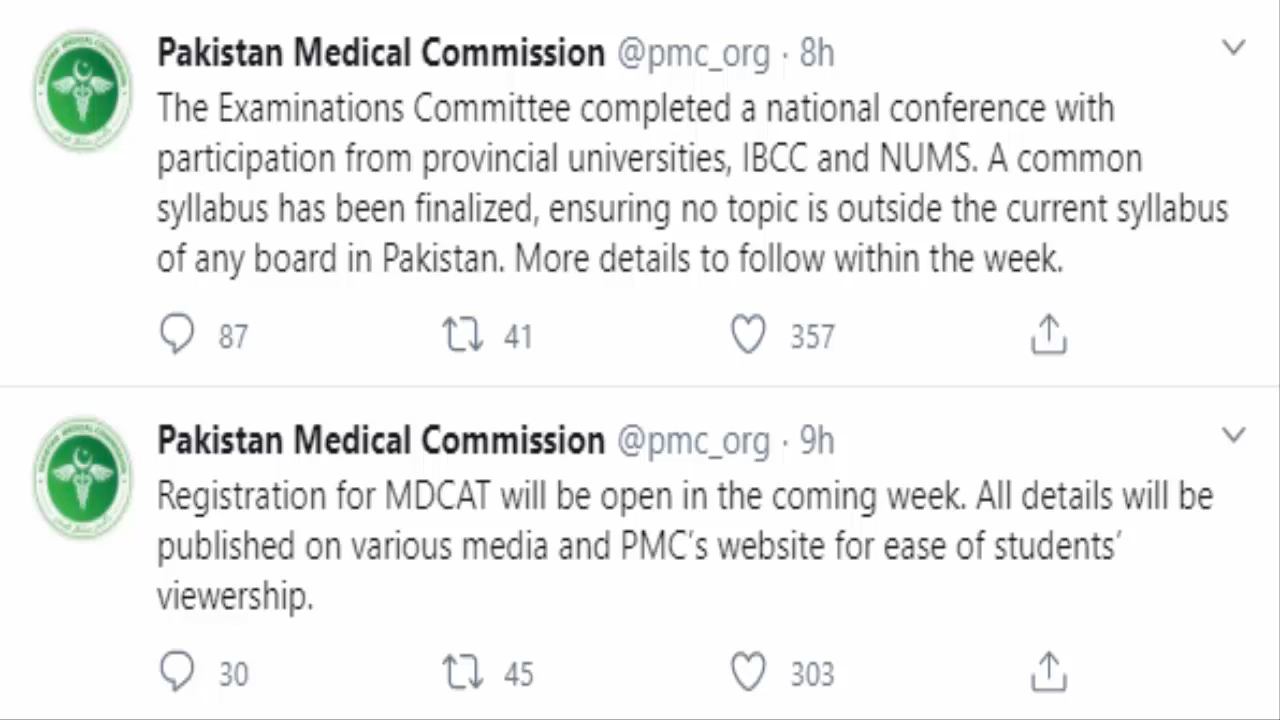 Pakistan Medical Commission @pmc_org · 8h
The Examinations Committee completed a national conference with
participation from provincial universities, IBCC and NUMS. A common
syllabus has been finalized, ensuring no topic is outside the current syllabus
of any board in Pakistan. More details to follow within the week.
87 41 357
Pakistan Medical Commission @pmc_org · 9h
Registration for MDCAT will be open in the coming week. All details will be
published on various media and PMC’s website for ease of students’
viewership.
30 45 303